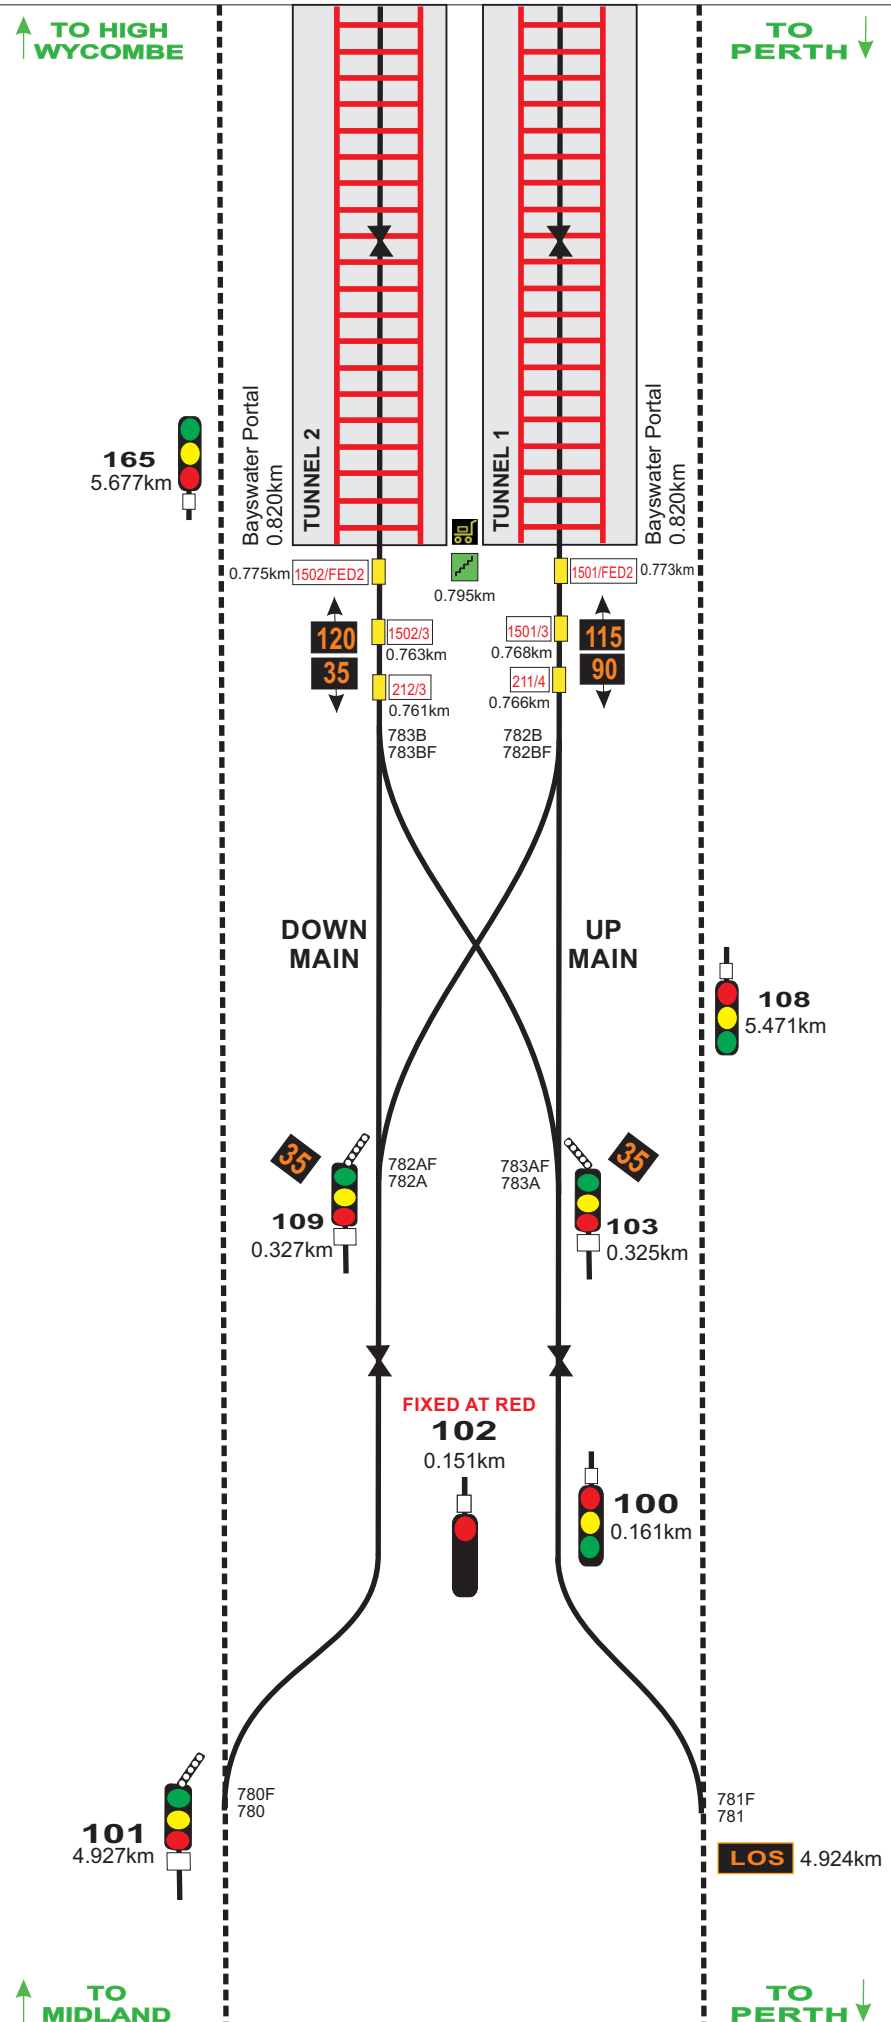 TO HIGH
WYCOMBE
TO
PERTH
TUNNEL 2
TUNNEL 1
Bayswater Portal
0.820km
Bayswater Portal
0.820km
165
5.677km
0.775km
1502/FED2
1501/FED2
0.773km
0.795km
120
35
1502/3
0.763km
1501/3
0.768km
115
90
212/3
0.761km
211/4
0.766km
783B
783BF
782B
782BF
DOWN
MAIN
UP
MAIN
108
5.471km
35
782AF
782A
783AF
783A
35
109
0.327km
103
0.325km
FIXED AT RED
102
0.151km
100
0.161km
780F
780
781F
781
101
4.927km
LOS
4.924km
TO
MIDLAND
TO
PERTH